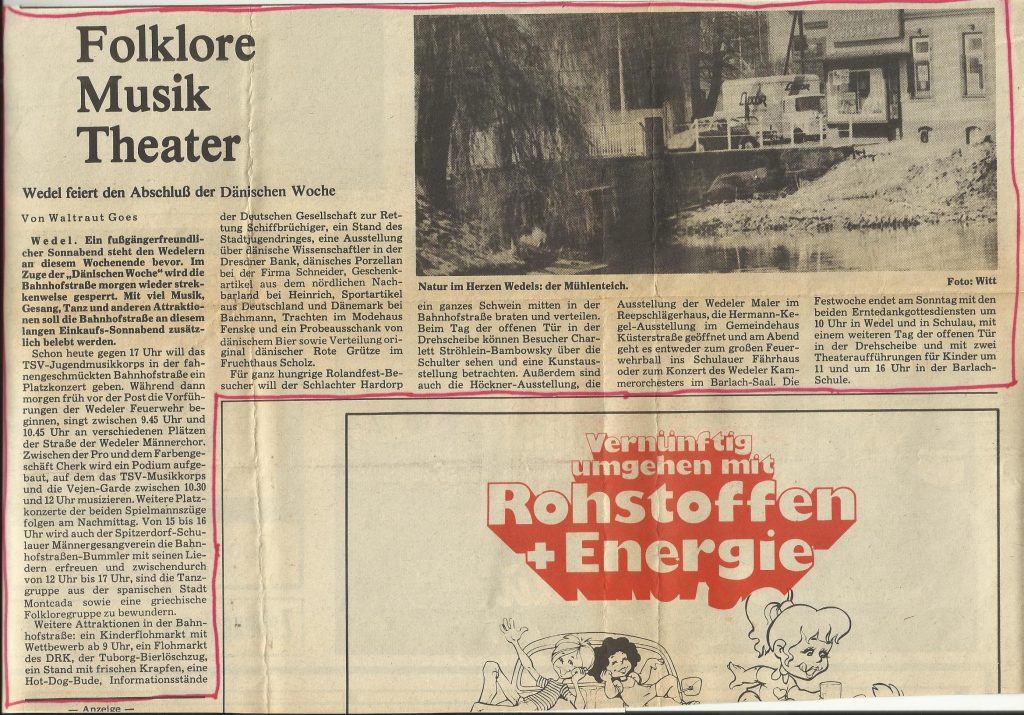 Folklore
Musik
Theater
Wedel feiert den Abschluß der Dänischen Woche
Von Waltraut Goes
Wedel. Ein fußgängerfreundli-
cher Sonnabend steht den Wedelern
an diesem Wochenende bevor. Im
Zuge der „Dänischen Woche“ wird die
Bahnhofstraße morgen wieder strek-
kenweise gesperrt. Mit viel Musik,
Gesang, Tanz und anderen Attraktio-
nen soll die Bahnhofstraße an diesem
langen Einkaufs-Sonnabend zusätz-
lich belebt werden.
Schon heute gegen 17 Uhr will das
TSV-Jugendmusikkorps in der fah-
nengeschmückten Bahnhofstraße ein
Platzkonzert geben. Während dann
morgen früh vor der Post die Vorfüh-
rungen der Wedeler Feuerwehr be-
ginnen, singt zwischen 9.45 Uhr und
10.45 Uhr an verschiedenen Plätzen
der Straße der Wedeler Männerchor.
Zwischen der Pro und dem Farbenge-
schäft Cherk wird ein Podium aufge-
baut, auf dem das TSV-Musikkorps
und die Vejen-Garde zwischen 10.30
und 12 Uhr musizieren. Weitere Platz-
konzerte der beiden Spielmannszüge
folgen am Nachmittag. Von 15 bis 16
Uhr wird auch der Spitzerdorf-Schu-
lauer Männergesangverein die Bahn-
hofstraßen-Bummler mit seinen Lie-
dern erfreuen und zwischendurch
von 12 Uhr bis 17 Uhr, sind die Tanz-
gruppe aus der spanischen Stadt
Montcada sowie eine griechische
Folkloregruppe zu bewundern.
Weitere Attraktionen in der Bahn-
hofstraße: ein Kinderflohmarkt mit
Wettbewerb ab 9 Uhr, ein Flohmarkt
des DRK, der Tuborg-Bierlöschzug,
ein Stand mit frischen Krapfen, eine
Hot-Dog-Bude, Informationsstände
der Deutschen Gesellschaft zur Ret-
tung Schiffbrüchiger, ein Stand des
Stadtjugendringes, eine Ausstellung
über dänische Wissenschaftler in der
Dresdner Bank, dänisches Porzellan
bei der Firma Schneider, Geschenk-
artikel aus dem nördlichen Nach-
barland bei Heinrich, Sportartikel
aus Deutschland und Dänemark bei
Bachmann, Trachten im Modehaus
Fenske und ein Probeausschank von
dänischem Bier sowie Verteilung ori-
ginal dänischer Rote Grütze im
Fruchthaus Scholz.
Für ganz hungrige Rolandfest-Be-
sucher will der Schlachter Hardorp
Natur im Herzen Wedels: der Mühlenteich.
Foto: Witt
ein ganzes Schwein mitten in der
Bahnhofstraße braten und verteilen.
Beim Tag der offenen Tür in der
Drehscheibe können Besucher Char-
lett Ströhlein-Bambowsky über die
Schulter sehen und eine Kunstaus-
stellung betrachten. Außerdem sind
auch die Höckner-Ausstellung, die
Ausstellung der Wedeler Maler im
Reepschlägerhaus, die Hermann-Ke-
gel-Ausstellung im Gemeindehaus
Küsterstraße geöffnet und am Abend
geht es entweder zum großen Feuer-
wehrball ins Schulauer Fährhaus
oder zum Konzert des Wedeler Kam-
merorchesters im Barlach-Saal. Die
Festwoche endet am Sonntag mit den
beiden Erntedankgottesdiensten um
10 Uhr in Wedel und in Schulau, mit
einem weiteren Tag der offenen Tür
in der Drehscheibe und mit zwei
Theateraufführungen für Kinder um
11 und um 16 Uhr in der Barlach-
Schule.
— Anzeige —
Vernünftig
umgehen mit
Rohstoffen
+ Energie